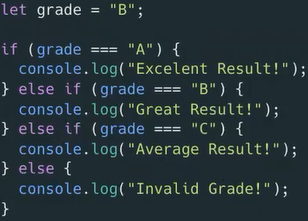 let grade = "B";
if (grade === "A") {
  console.log("Excelent Result!");
} else if (grade === "B") {
  console.log("Great Result!");
} else if (grade === "C") {
  console.log("Average Result!");
} else {
  console.log("Invalid Grade!");
}